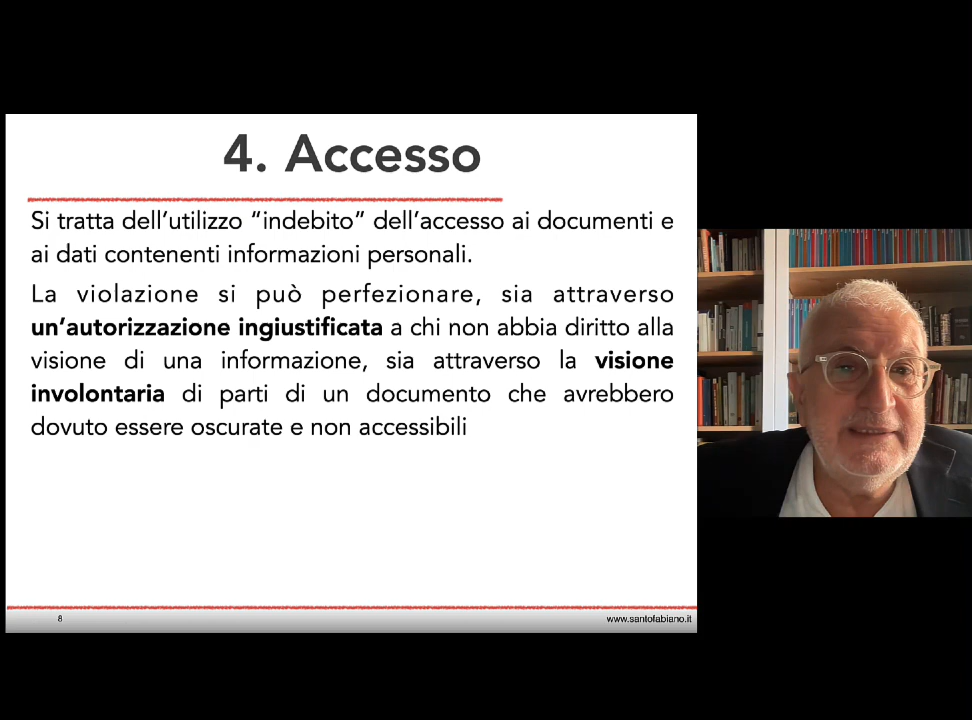 4. Accesso
Si tratta dell’utilizzo “indebito” dell’accesso ai documenti e
ai dati contenenti informazioni personali.
La violazione si può perfezionare, sia attraverso
un’autorizzazione ingiustificata a chi non abbia diritto alla
visione di una informazione, sia attraverso la visione
involontaria di parti di un documento che avrebbero
dovuto essere oscurate e non accessibili
8
www.santofabiano.it